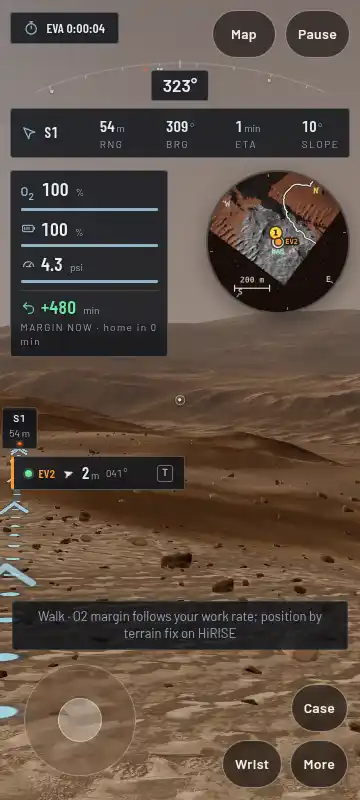 EVA 0:00:04
Map
Pause
323°
S1
54 m
309°
1 min
10°
RNG
BRG
ETA
SLOPE
O2 100 %
100 %
4.3 psi
+480 min
MARGIN NOW · home in 0
min
N
W
E
S
1
EV2
200 m
S1
54 m
EV2 2 m 041° T
Walk · O2 margin follows your work rate; position by
terrain fix on HiRISE
Case
Wrist
More